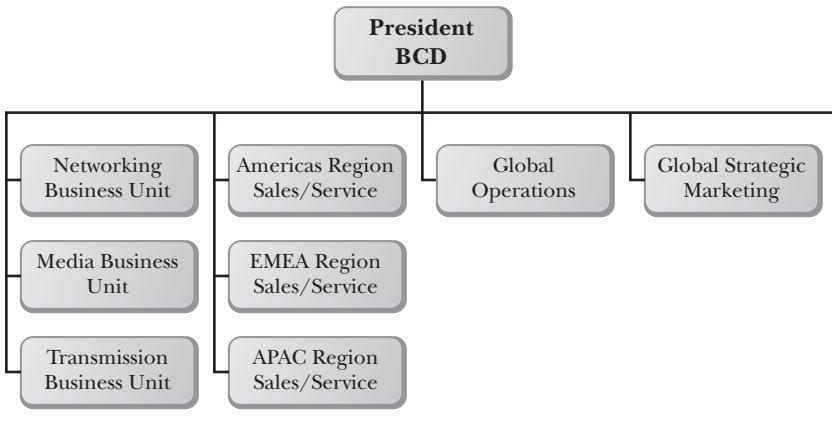 President
BCD
Networking
Business Unit
Media Business
Unit
Transmission
Business Unit
Americas Region
Sales/Service
EMEA Region
Sales/Service
APAC Region
Sales/Service
Global
Operations
Global Strategic
Marketing